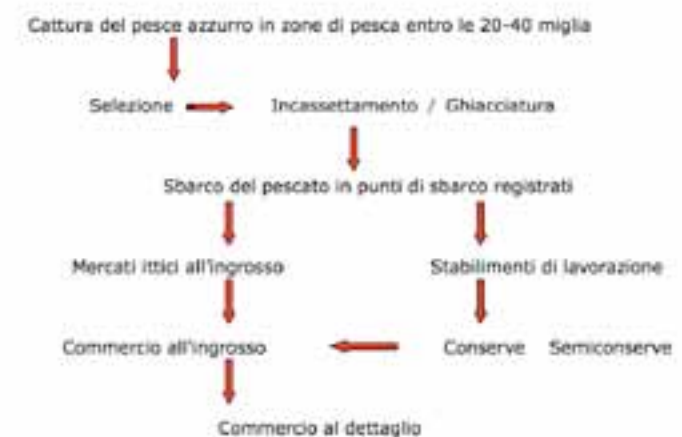 Cattura del pesce azzurro in zone di pesca entro le 20-40 miglia
Selezione Incassettamento / Ghiacciatura
Sbarco del pescato in punti di sbarco registrati
Mercati ittici all'ingrosso Stabilimenti di lavorazione
Commercio all'ingrosso Conserve Semiconserve
Commercio al dettaglio